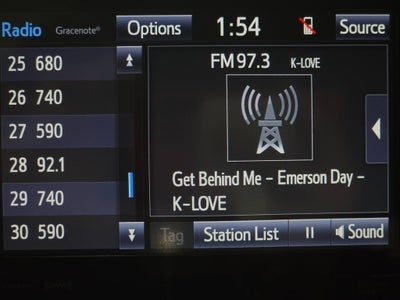 Radio Gracenote® Options 1:54 Source
25 680
26 740
27 590
28 92.1
29 740
30 590
FM 97.3 K-LOVE
Get Behind Me – Emerson Day –
K-LOVE
Tag Station List Sound